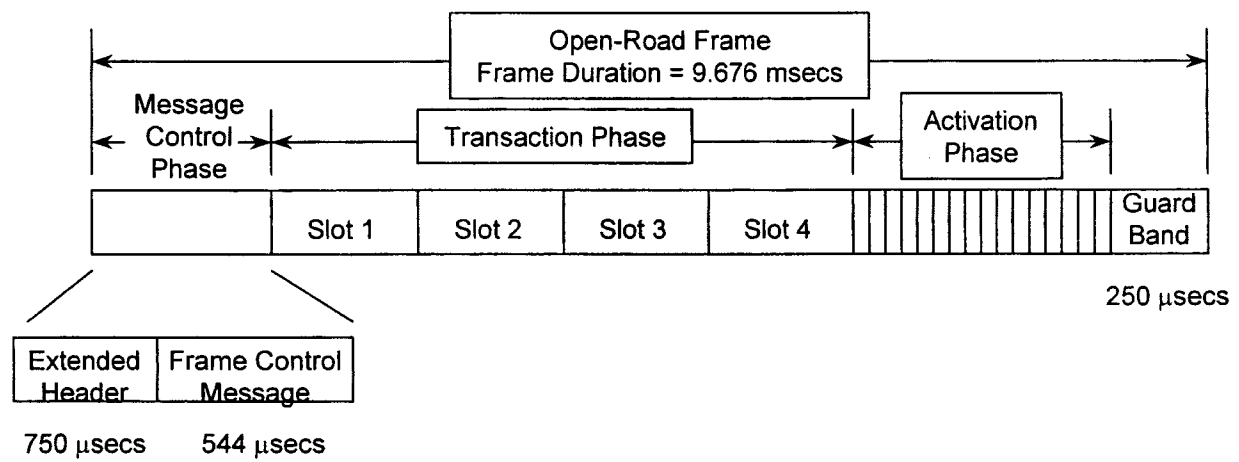 Open-Road Frame
Frame Duration = 9.676 msecs
Message
Control
Phase
Transaction Phase
Activation
Phase
Slot 1
Slot 2
Slot 3
Slot 4
Guard
Band
250 μsecs
Extended
Header
Frame Control
Message
750 μsecs
544 μsecs